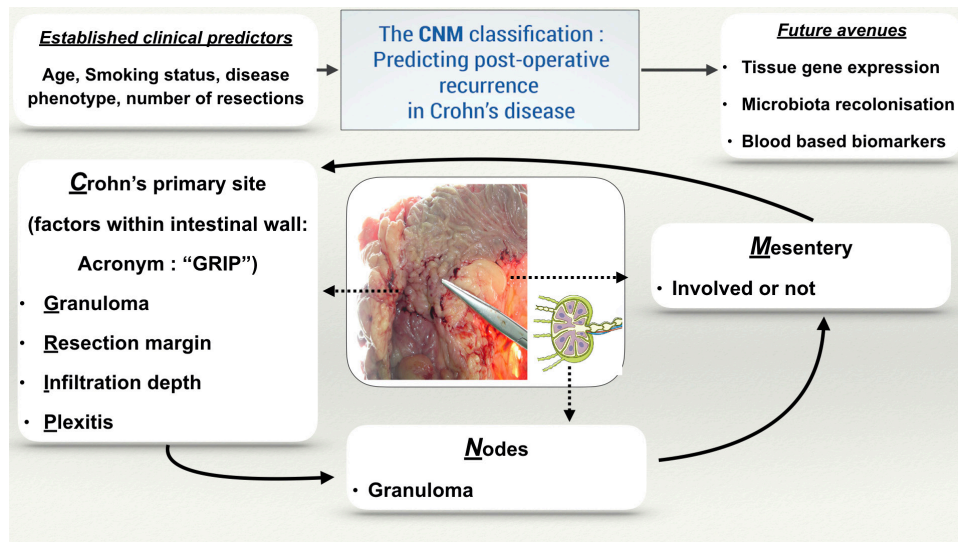 Established clinical predictors
Age, Smoking status, disease
phenotype, number of resections
The CNM classification :
Predicting post-operative
recurrence
in Crohn's disease
Future avenues
• Tissue gene expression
• Microbiota recolonisation
• Blood based biomarkers
Crohn's primary site
(factors within intestinal wall:
Acronym : “GRIP”)
• Granuloma
• Resection margin
• Infiltration depth
• Plexitis
Mesentery
• Involved or not
Nodes
• Granuloma